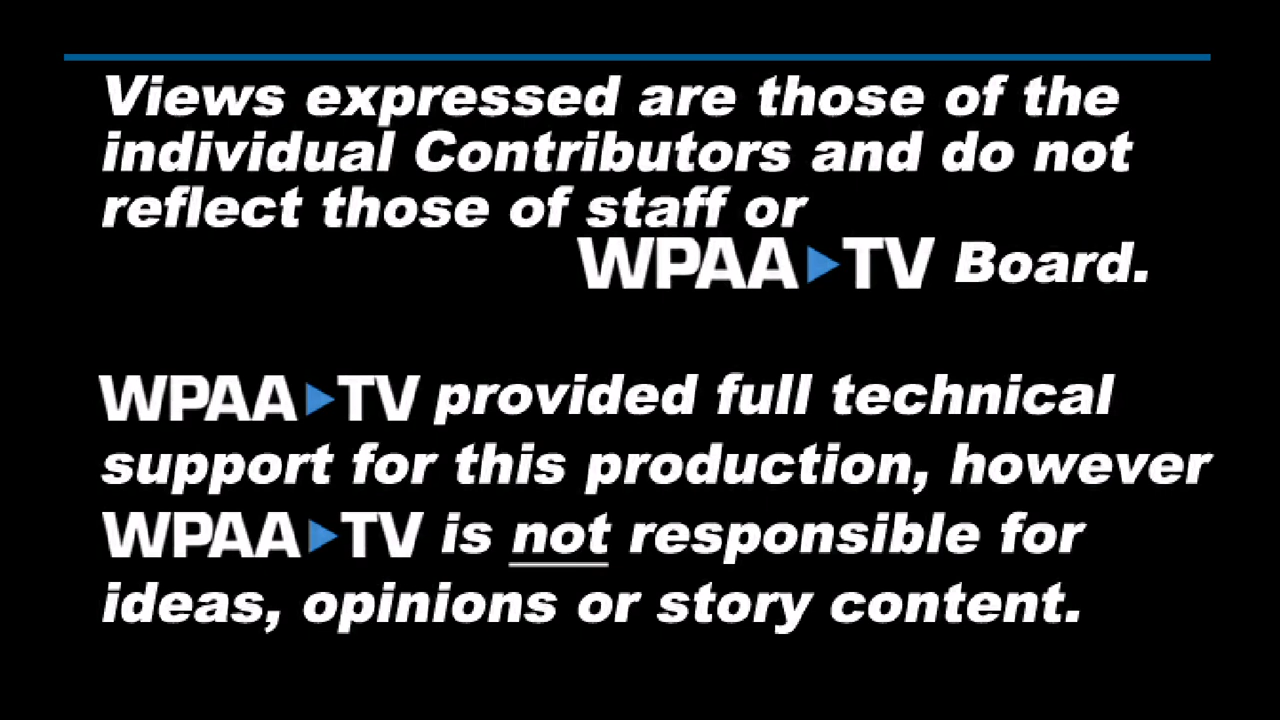 Views expressed are those of the
individual Contributors and do not
reflect those of staff or
WPAA▶TV Board.
WPAA▶TV provided full technical
support for this production, however
WPAA▶TV is not responsible for
ideas, opinions or story content.